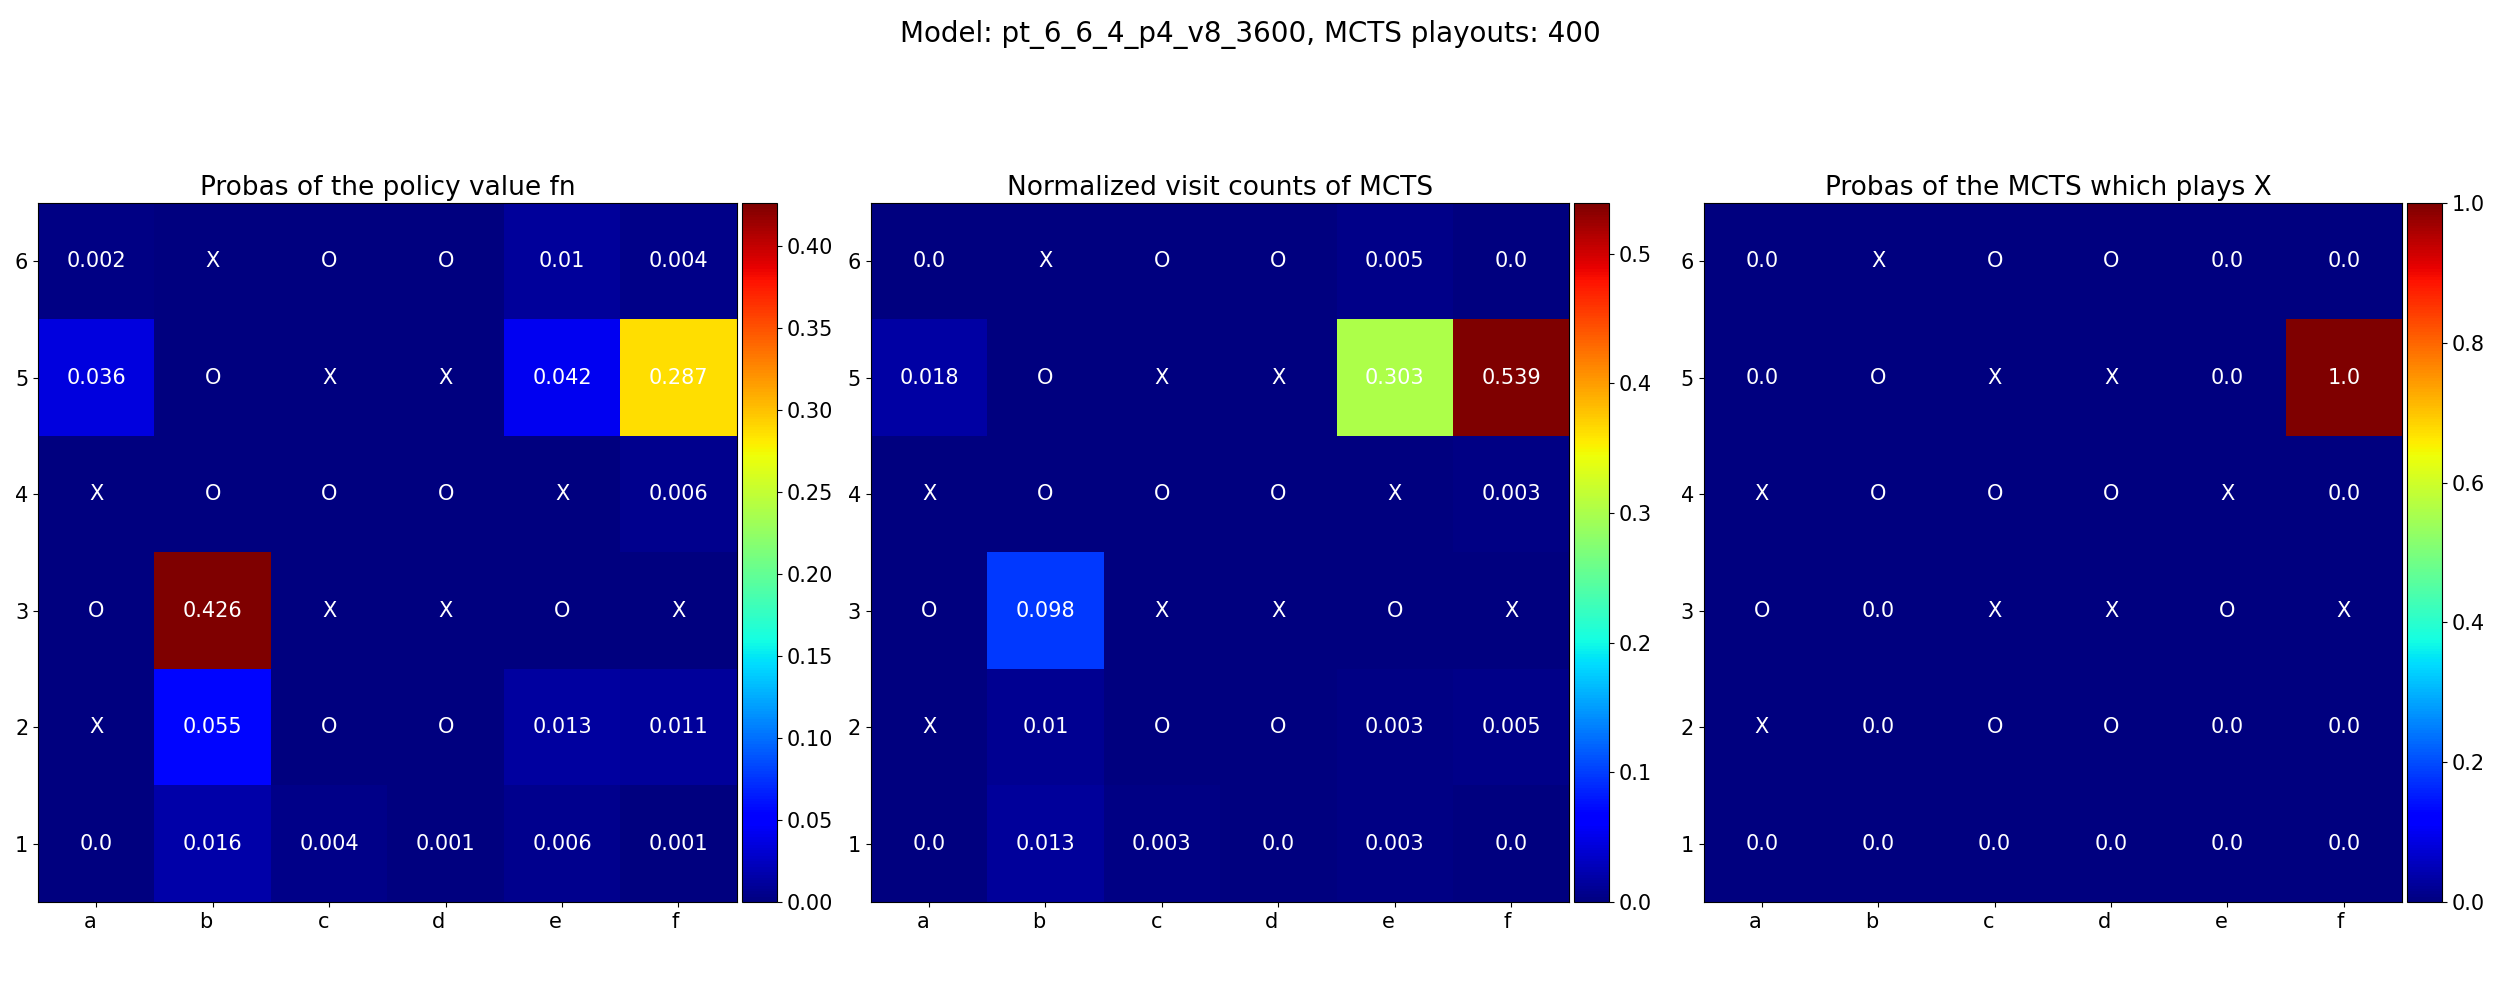 Model: pt_6_6_4_p4_v8_3600, MCTS playouts: 400
Probas of the policy value fn
6 0.002 X O O 0.01 0.004
5 0.036 O X X 0.042 0.287
4 X O O O X 0.006
3 O 0.426 X X O X
2 X 0.055 O O 0.013 0.011
1 0.0 0.016 0.004 0.001 0.006 0.001
a b c d e f
0.40
0.35
0.30
0.25
0.20
0.15
0.10
0.05
0.00
Normalized visit counts of MCTS
6 0.0 X O O 0.005 0.0
5 0.018 O X X 0.303 0.539
4 X O O O X 0.003
3 O 0.098 X X O X
2 X 0.01 O O 0.003 0.005
1 0.0 0.013 0.003 0.0 0.003 0.0
a b c d e f
0.5
0.4
0.3
0.2
0.1
0.0
Probas of the MCTS which plays X
6 0.0 X O O 0.0 0.0
5 0.0 O X X 0.0 1.0
4 X O O O X 0.0
3 O 0.0 X X O X
2 X 0.0 O O 0.0 0.0
1 0.0 0.0 0.0 0.0 0.0 0.0
a b c d e f
1.0
0.8
0.6
0.4
0.2
0.0